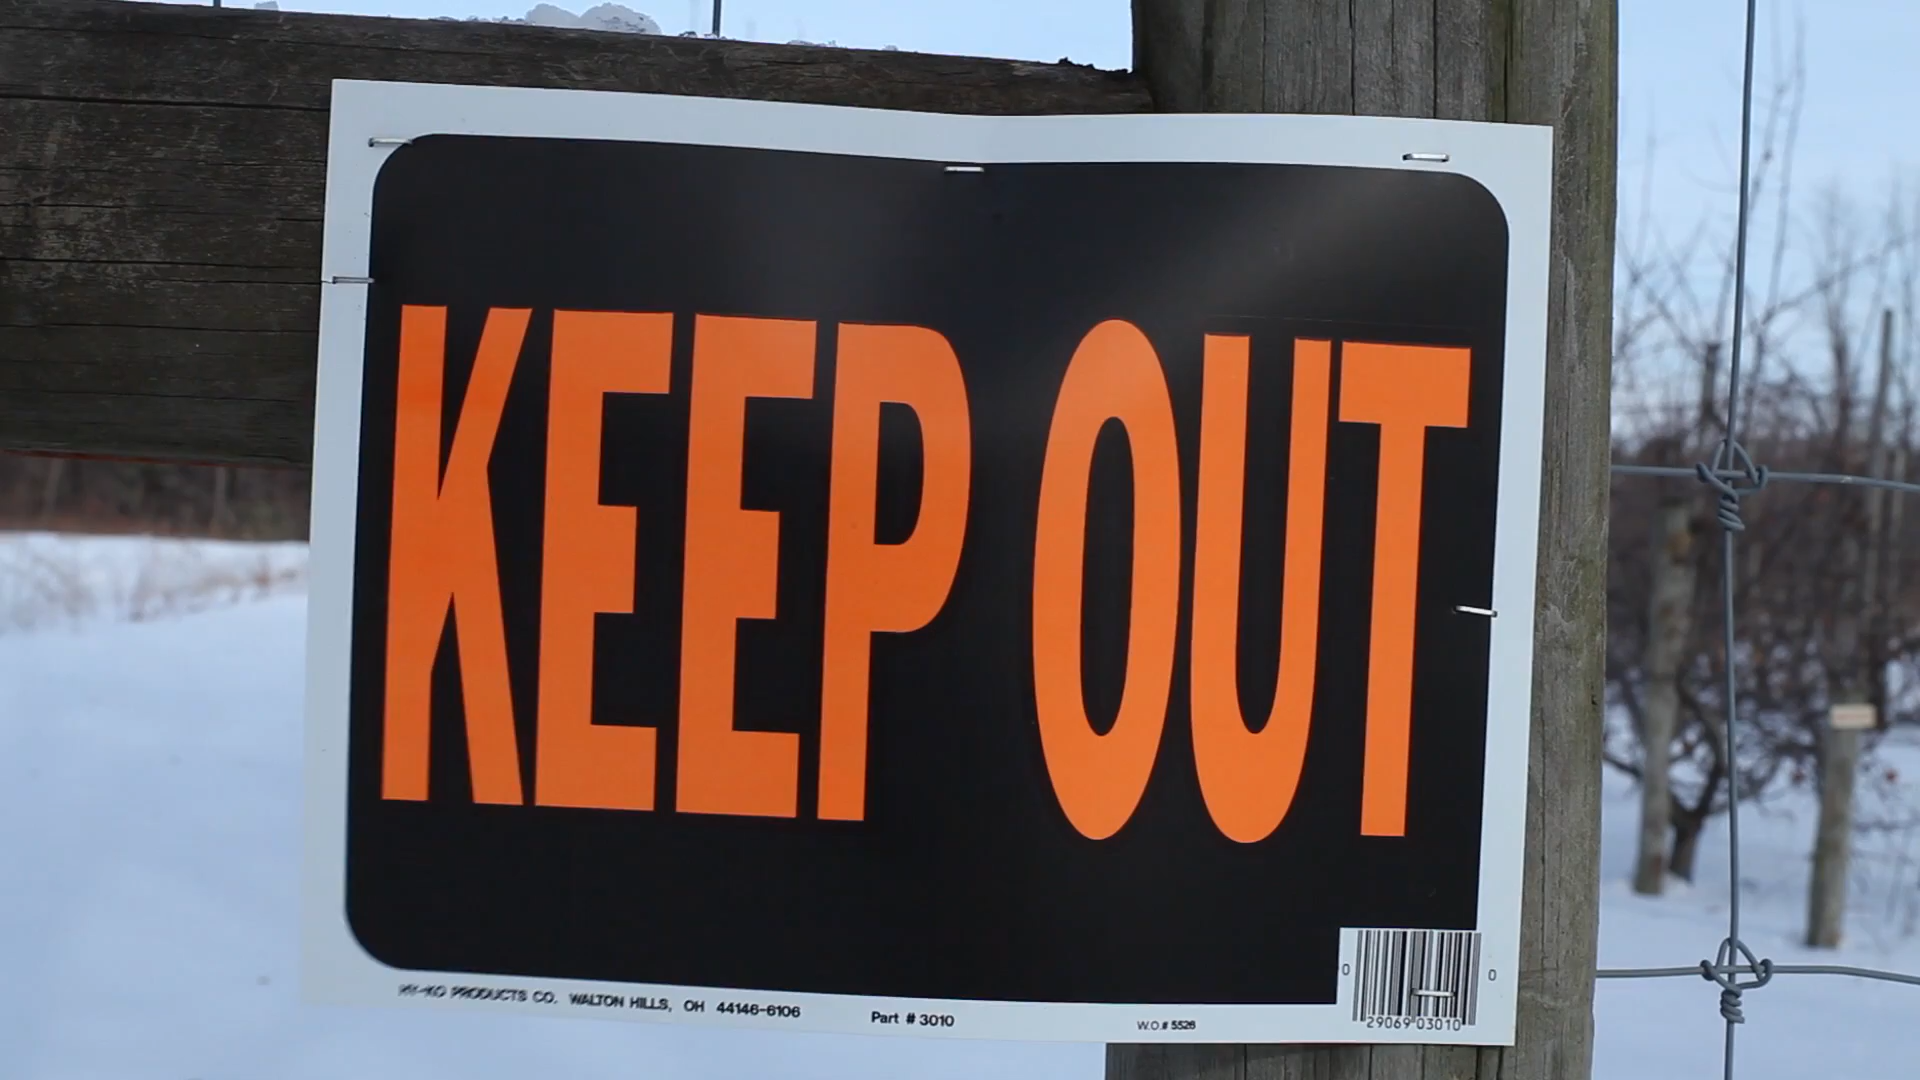 KEEP OUT
HY-KO PRODUCTS CO. WALTON HILLS, OH 44146-6106 Part # 3010 W.O.# 5526
0 29069 03010 0